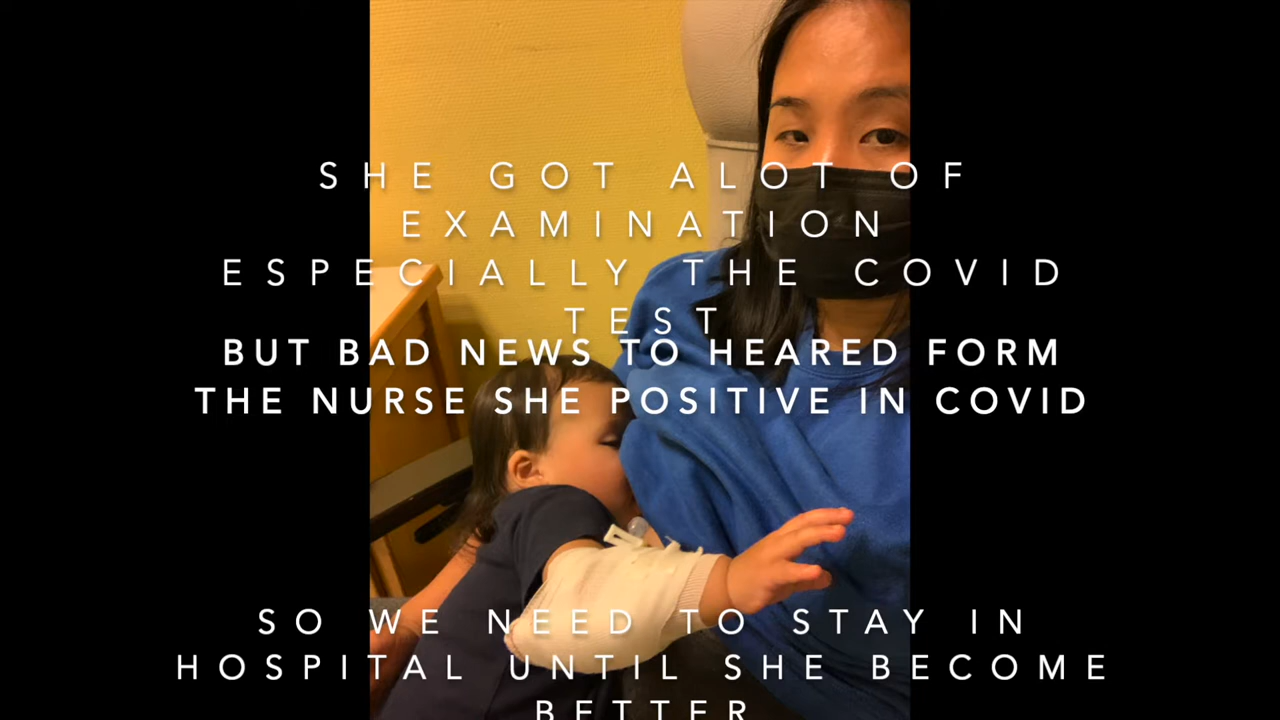 SHE GOT ALOT OF
EXAMINATION
ESPECIALLY THE COVID
TEST
BUT BAD NEWS TO HEARED FORM
THE NURSE SHE POSITIVE IN COVID
SO WE NEED TO STAY IN
HOSPITAL UNTIL SHE BECOME
BETTER